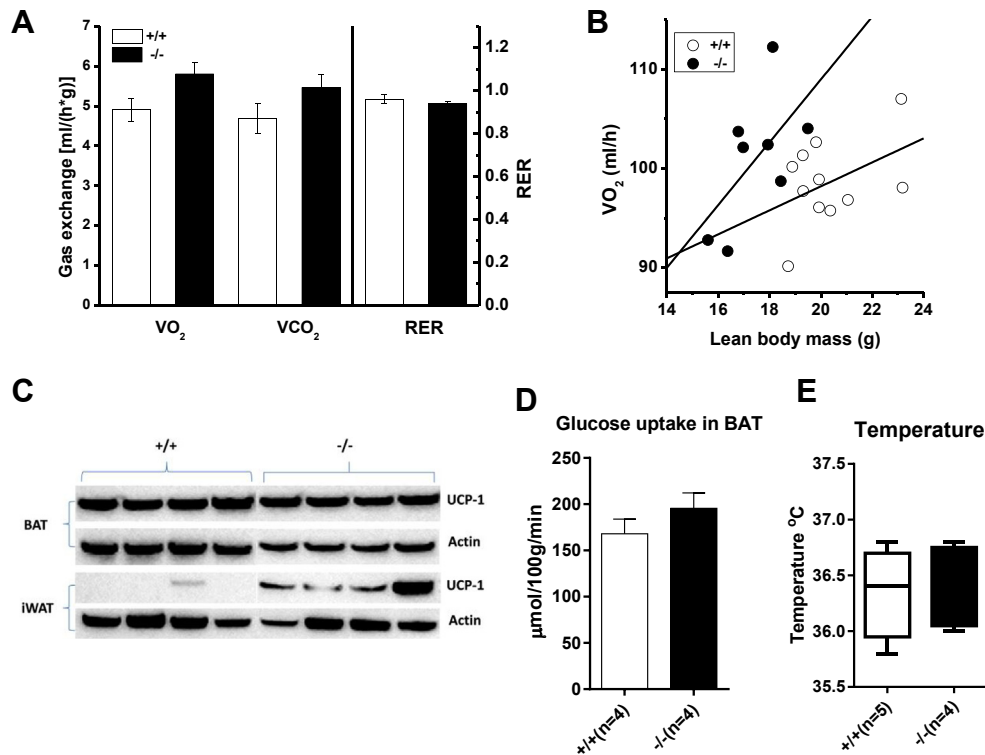 A
+/+
-/-
Gas exchange [ml/(h*g)]
7
6
5
4
3
2
1
0
1.2
1.0
0.8
0.6
0.4
0.2
0.0
RER
VO₂
VCO₂
RER
B
+/+
-/-
VO₂ (ml/h)
110
100
90
14 16 18 20 22 24
Lean body mass (g)
C
+/+ -/-
BAT
UCP-1
Actin
iWAT
UCP-1
Actin
D
Glucose uptake in BAT
µmol/100g/min
250
200
150
100
50
0
+/+(n=4)
-/-(n=4)
E
Temperature
Temperature °C
37.5
37.0
36.5
36.0
35.5
+/+(n=5)
-/-(n=4)